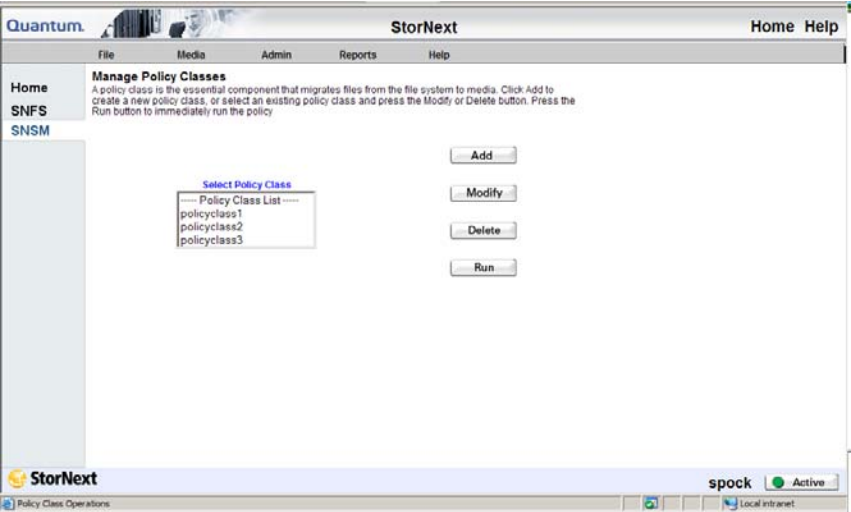 Quantum.
StorNext
Home Help
File Media Admin Reports Help
Home
SNFS
SNSM
Manage Policy Classes
A policy class is the essential component that migrates files from the file system to media. Click Add to
create a new policy class, or select an existing policy class and press the Modify or Delete button. Press the
Run button to immediately run the policy
Add
Select Policy Class
----- Policy Class List -----
policyclass1
policyclass2
policyclass3
Modify
Delete
Run
StorNext
spock Active
Policy Class Operations
Local intranet